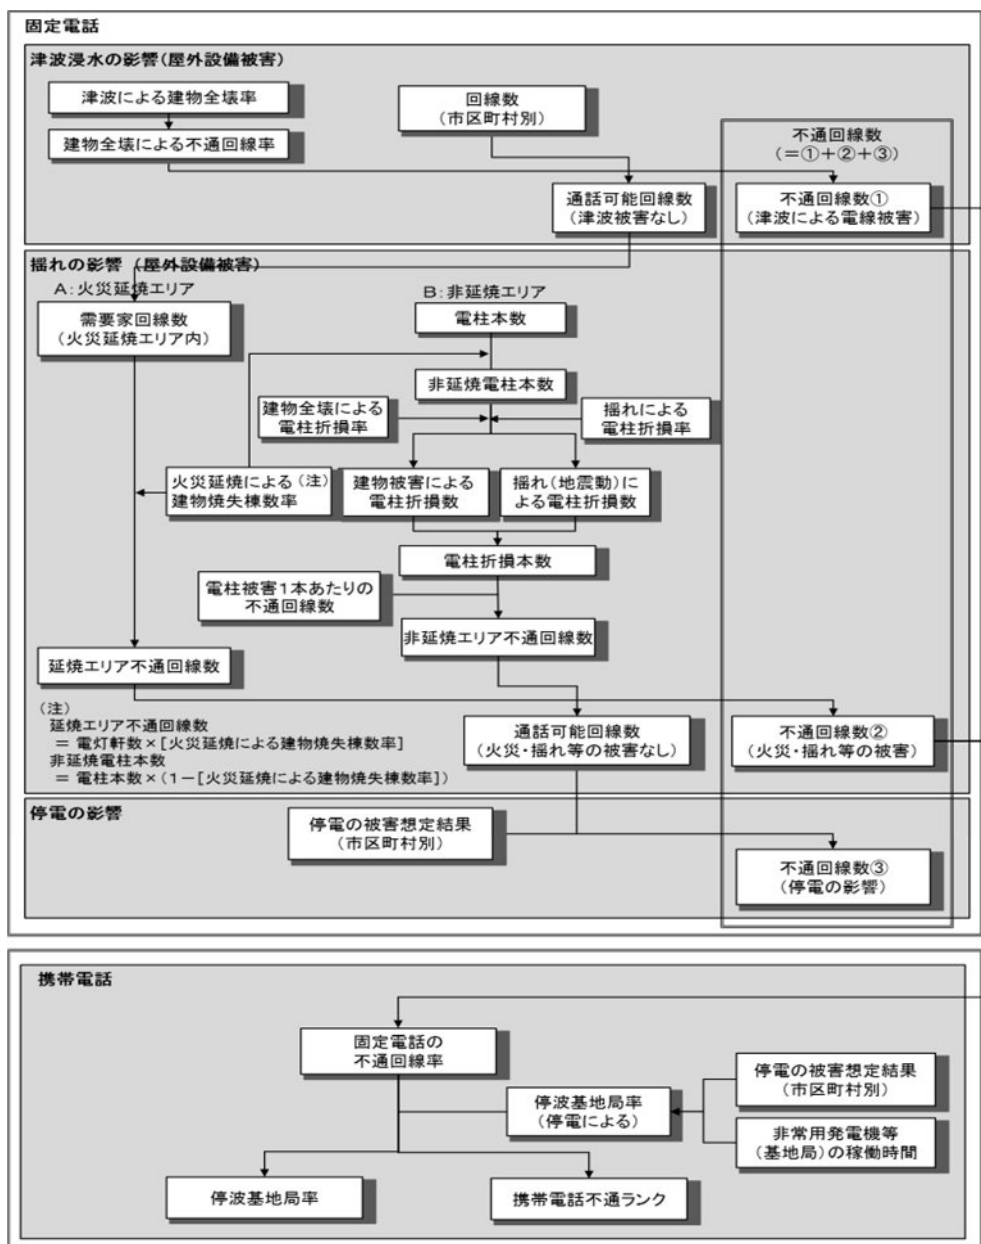 固定電話
津波浸水の影響(屋外設備被害)
津波による建物全壊率
回線数
(市区町村別)
建物全壊による不通回線率
不通回線数
(=①+②+③)
通話可能回線数
(津波被害なし)
不通回線数①
(津波による電線被害)
揺れの影響 (屋外設備被害)
A:火災延焼エリア
B:非延焼エリア
需要家回線数
(火災延焼エリア内)
電柱本数
非延焼電柱本数
建物全壊による
電柱折損率
揺れによる
電柱折損率
火災延焼による(注)
建物焼失棟数率
建物被害による
電柱折損数
揺れ(地震動)に
よる電柱折損数
電柱折損本数
電柱被害1本あたりの
不通回線数
非延焼エリア不通回線数
延焼エリア不通回線数
(注)
延焼エリア不通回線数
= 電灯軒数×[火災延焼による建物焼失棟数率]
非延焼電柱本数
= 電柱本数×(1-[火災延焼による建物焼失棟数率])
通話可能回線数
(火災・揺れ等の被害なし)
不通回線数②
(火災・揺れ等の被害)
停電の影響
停電の被害想定結果
(市区町村別)
不通回線数③
(停電の影響)
携帯電話
固定電話の
不通回線率
停波基地局率
(停電による)
停電の被害想定結果
(市区町村別)
非常用発電機等
(基地局)の稼働時間
停波基地局率
携帯電話不通ランク